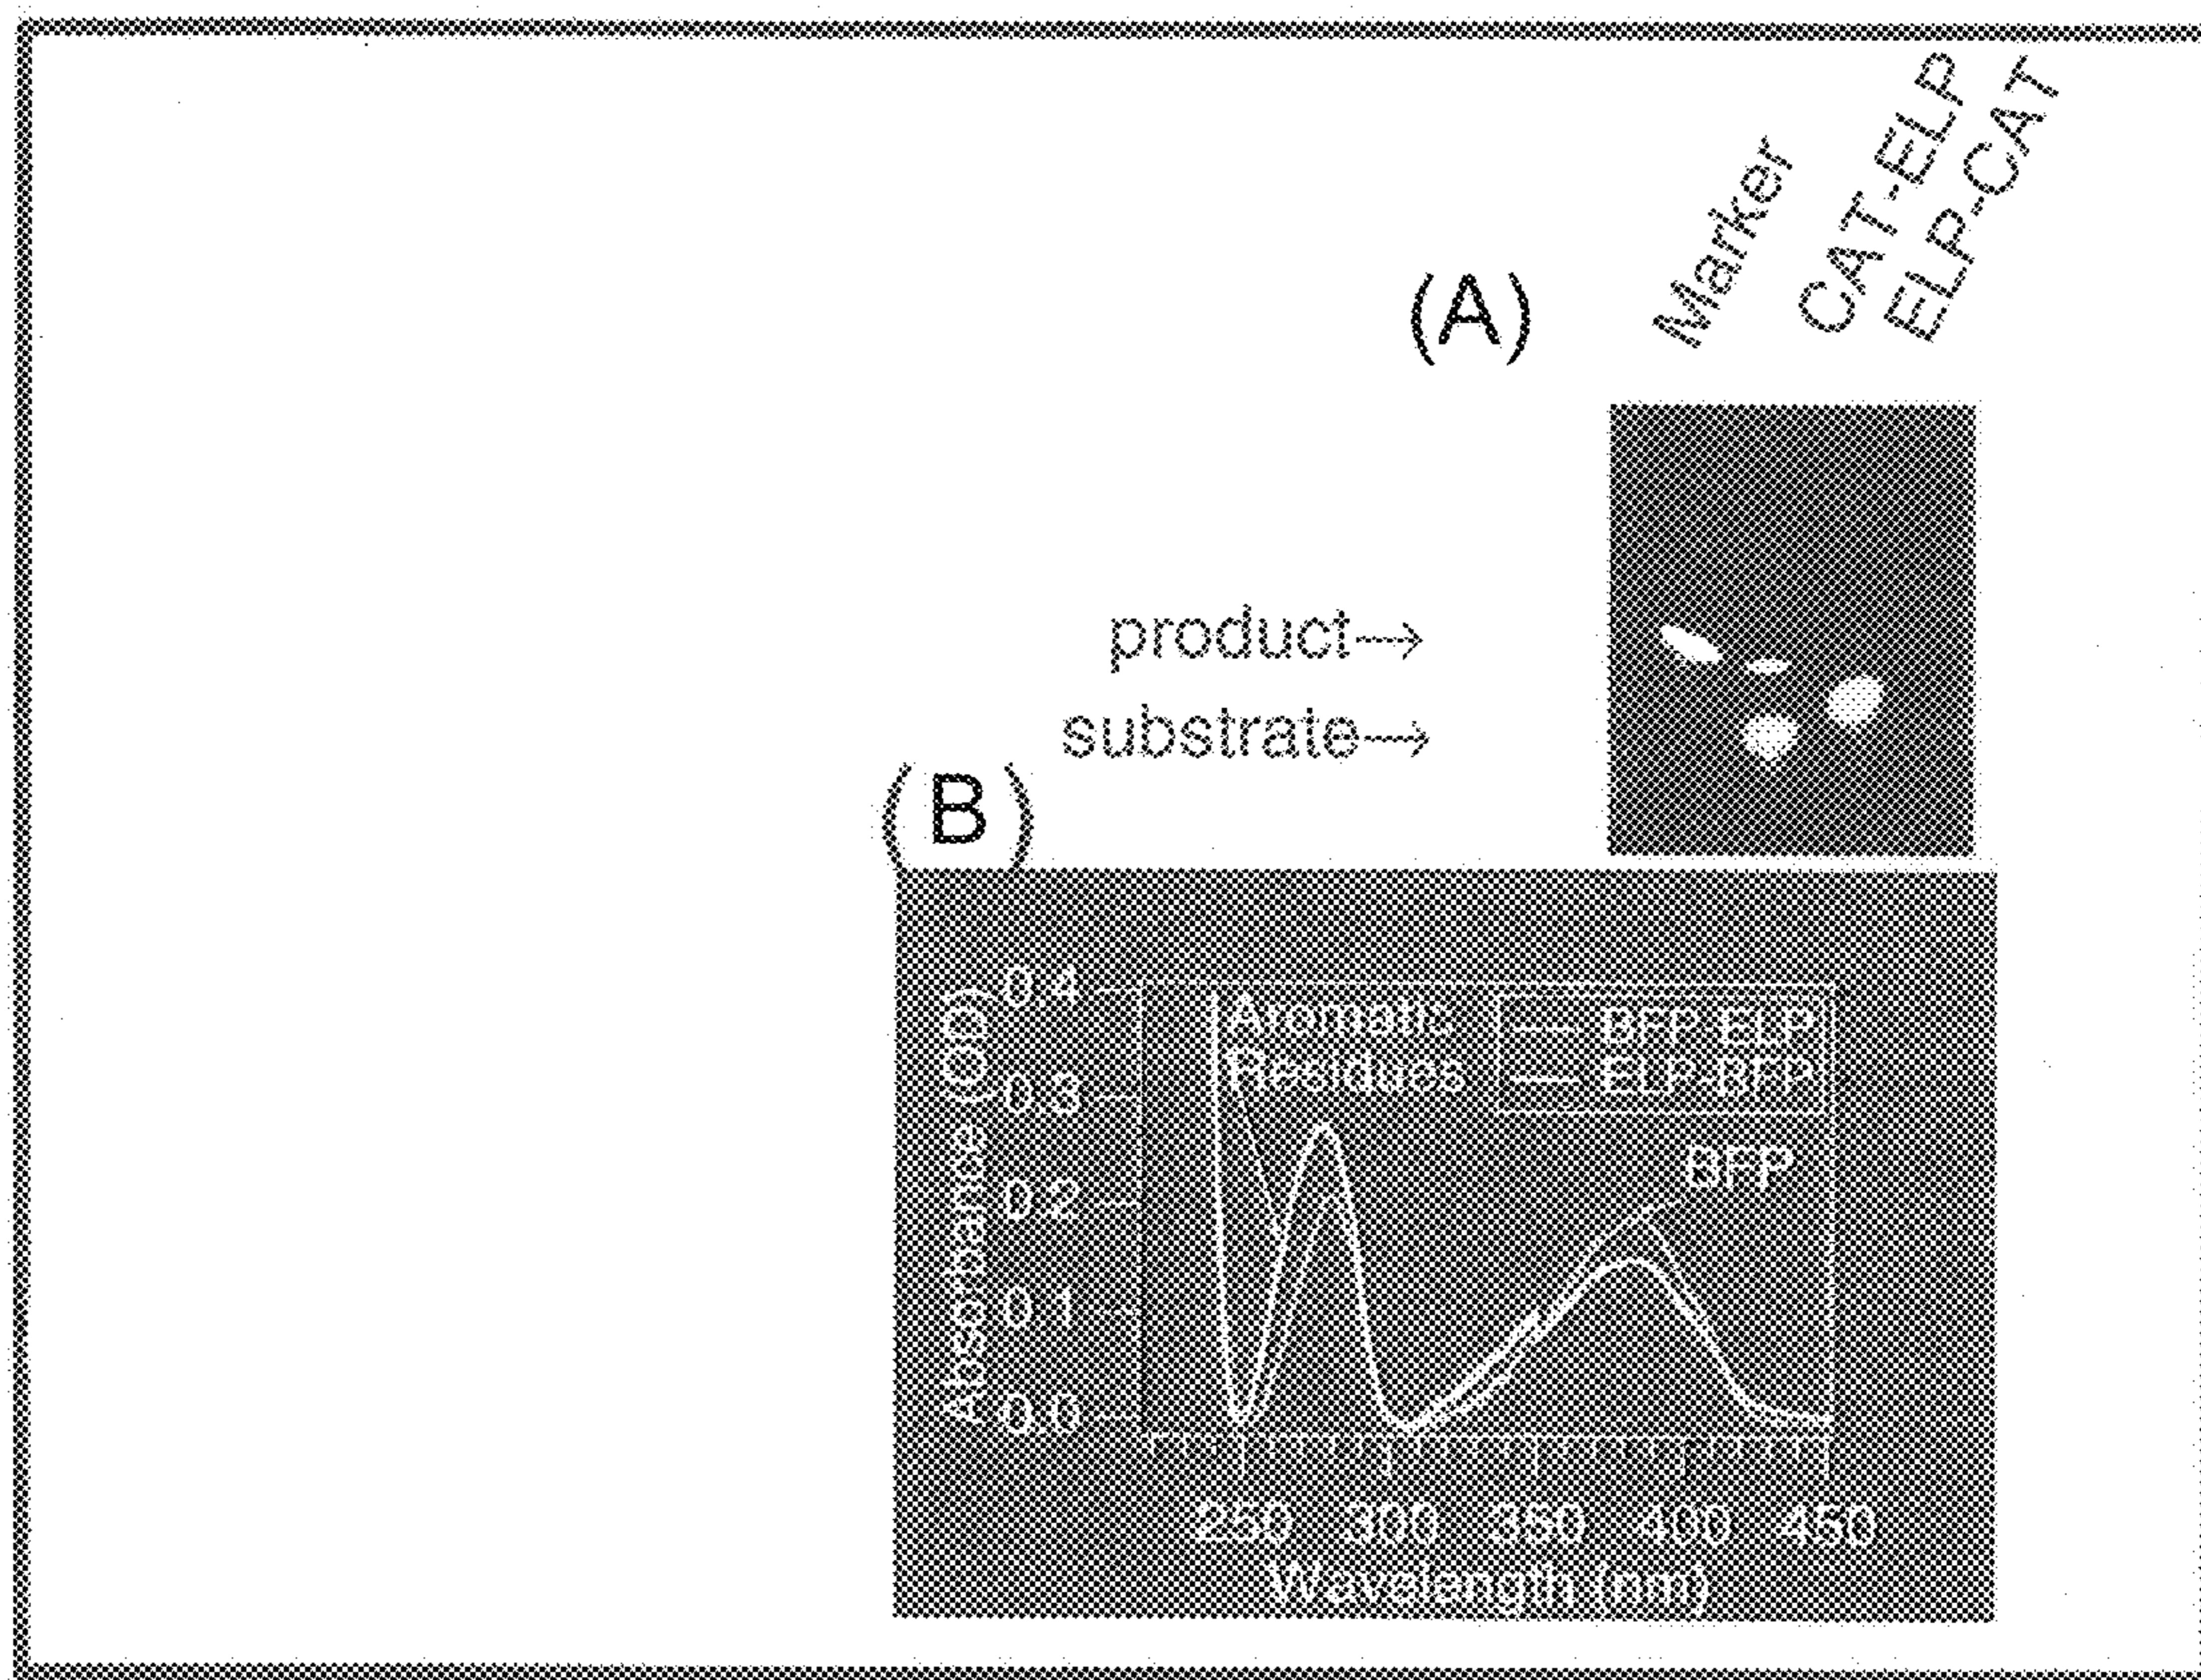 (A)
Marker
CAT-ELP
ELP-CAT
product→
substrate→
(B)
Absorbance (OD)
0.4
0.3
0.2
0.1
0.0
Aromatic
Residues
BFP-ELP
ELP-BFP
BFP
250 300 350 400 450
Wavelength (nm)